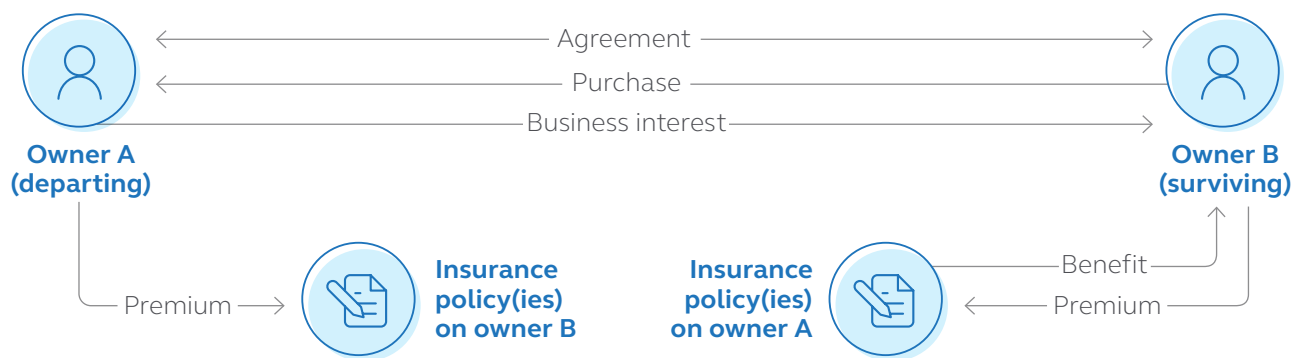 Agreement
Purchase
Business interest
Owner A
(departing)
Owner B
(surviving)
Premium
Insurance
policy(ies)
on owner B
Insurance
policy(ies)
on owner A
Benefit
Premium